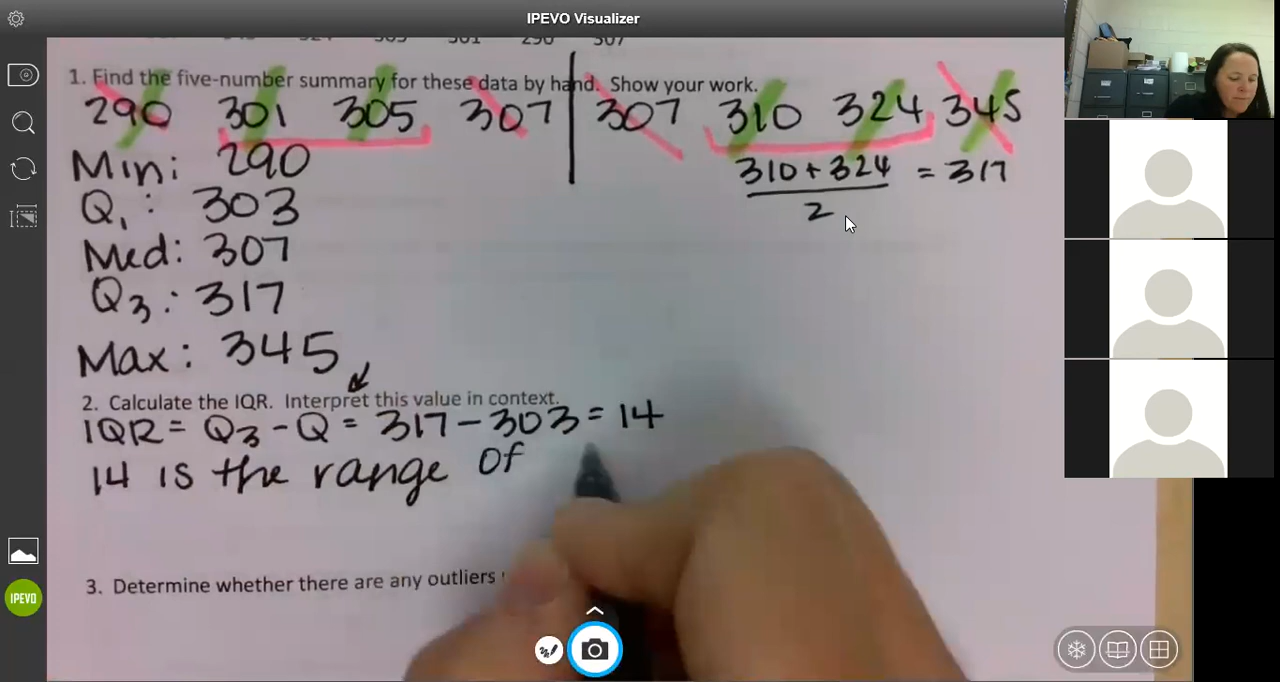 IPEVO Visualizer
1. Find the five-number summary for these data by hand. Show your work.
290 301 305 307 307 310 324 345
Min: 290
310 + 324 = 317
2
Q1: 303
Med: 307
Q3: 317
Max: 345
2. Calculate the IQR. Interpret this value in context.
IQR = Q3 - Q = 317 - 303 = 14
14 is the range of
3. Determine whether there are any outliers
IPEVO